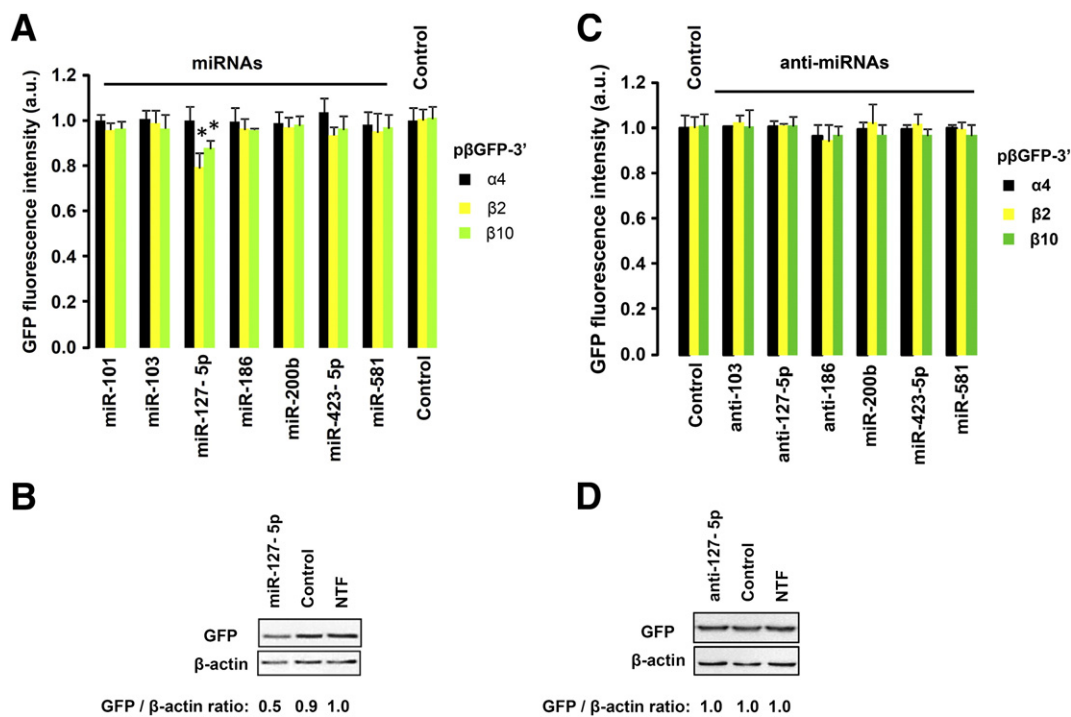 A
miRNAs
Control
GFP fluorescence intensity (a.u.)
1.2
1.0
0.8
0.6
0.4
0.2
0.0
* *
miR-101
miR-103
miR-127- 5p
miR-186
miR-200b
miR-423- 5p
miR-581
Control
pβGFP-3'
α4
β2
β10
C
Control
anti-miRNAs
GFP fluorescence intensity (a.u.)
1.2
1.0
0.8
0.6
0.4
0.2
0.0
Control
anti-103
anti-127-5p
anti-186
miR-200b
miR-423-5p
miR-581
pβGFP-3'
α4
β2
β10
B
miR-127- 5p
Control
NTF
GFP
β-actin
GFP / β-actin ratio: 0.5 0.9 1.0
D
anti-127- 5p
Control
NTF
GFP
β-actin
GFP / β-actin ratio: 1.0 1.0 1.0